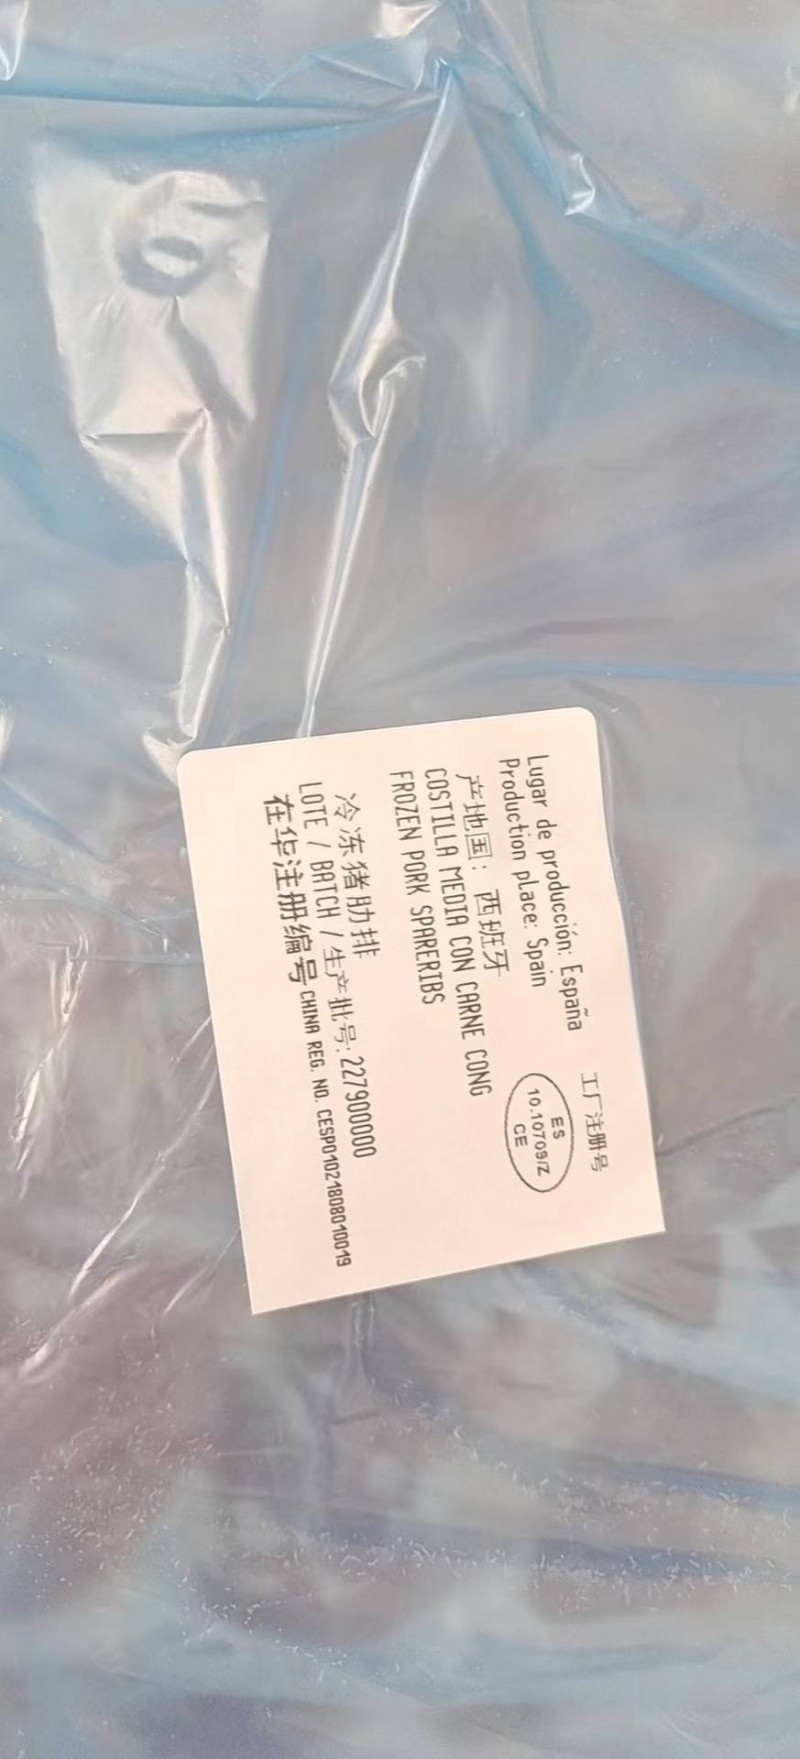 Lugar de producción: España
Production place: Spain
工厂注册号
ES
10.10709/Z
CE
产地国：西班牙
COSTILLA MEDIA CON CARNE CONG
FROZEN PORK SPARERIBS
冷冻猪肋排
LOTE / BATCH / 生产批号: 227900000
在华注册编号 CHINA REG. NO. CESP01021808010019